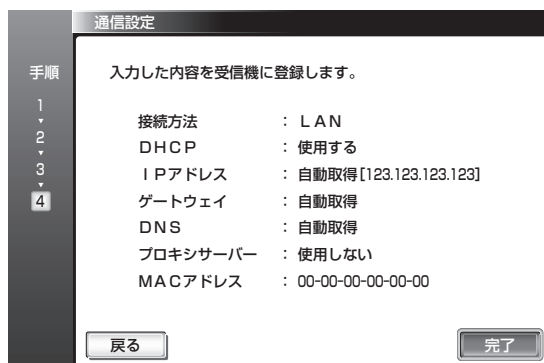 通信設定
手順
1
2
3
4
入力した内容を受信機に登録します。
接続方法 : ＬＡＮ
ＤＨＣＰ : 使用する
ＩＰアドレス : 自動取得[123.123.123.123]
ゲートウェイ : 自動取得
ＤＮＳ : 自動取得
プロキシサーバー : 使用しない
ＭＡＣアドレス : 00-00-00-00-00-00
戻る
完了